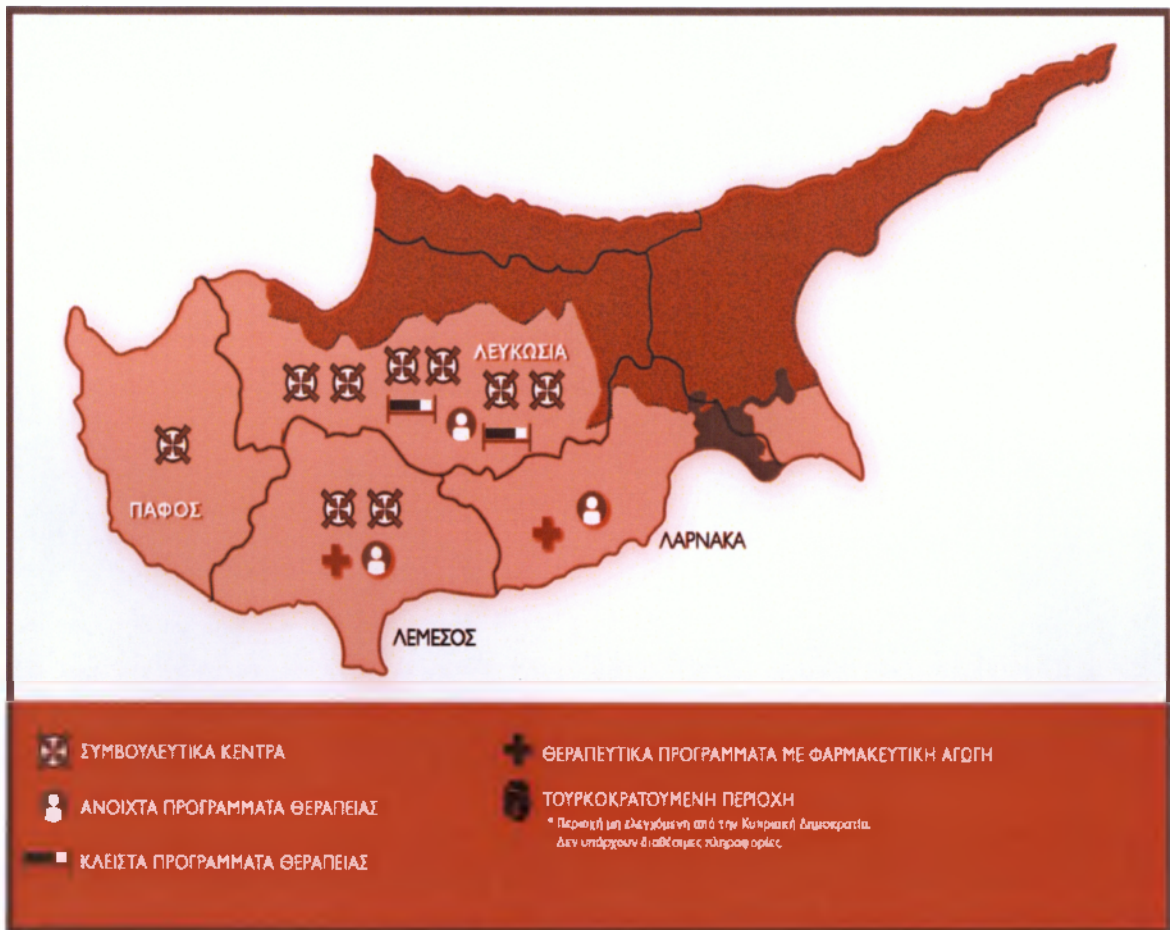 ΛΕΥΚΩΣΙΑ
ΠΑΦΟΣ
ΛΑΡΝΑΚΑ
ΛΕΜΕΣΟΣ
ΣΥΜΒΟΥΛΕΥΤΙΚΑ ΚΕΝΤΡΑ
ΑΝΟΙΧΤΑ ΠΡΟΓΡΑΜΜΑΤΑ ΘΕΡΑΠΕΙΑΣ
ΚΛΕΙΣΤΑ ΠΡΟΓΡΑΜΜΑΤΑ ΘΕΡΑΠΕΙΑΣ
ΘΕΡΑΠΕΥΤΙΚΑ ΠΡΟΓΡΑΜΜΑΤΑ ΜΕ ΦΑΡΜΑΚΕΥΤΙΚΗ ΑΓΩΓΗ
ΤΟΥΡΚΟΚΡΑΤΟΥΜΕΝΗ ΠΕΡΙΟΧΗ
* Περιοχή μη ελεγχόμενη από την Κυπριακή Δημοκρατία.
Δεν υπάρχουν διαθέσιμες πληροφορίες